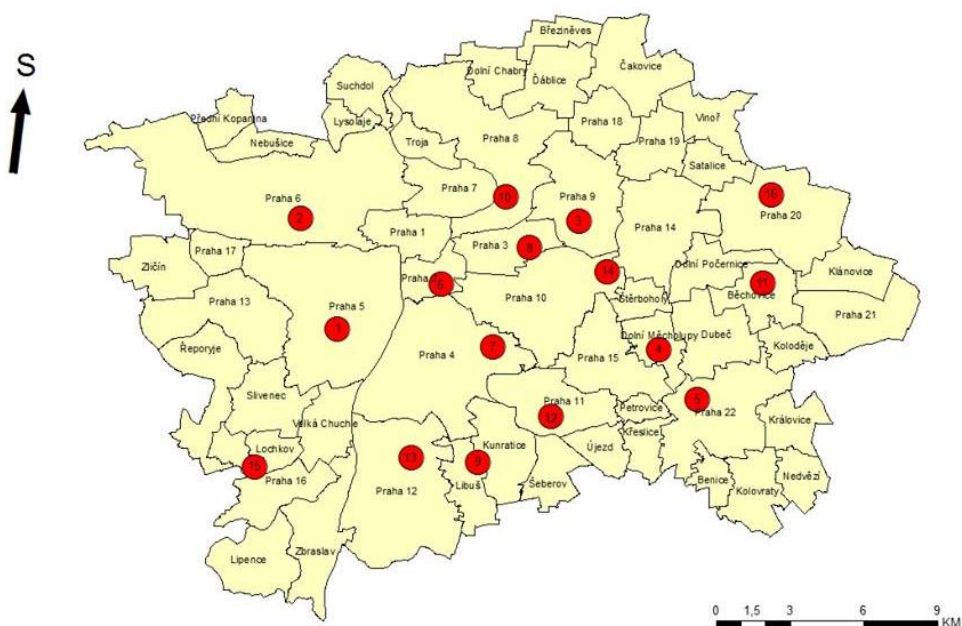 Březiněves
S
Dolní Chabry
Ďáblice
Čakovice
Suchdol
Přední Kopanina
Lysolaje
Nebušice
Troja
Praha 8
Praha 18
Praha 19
Vinoř
Satalice
Praha 7
Praha 6
2
10
Praha 9
3
16
Praha 20
Praha 1
Praha 3
8
Praha 14
Praha 17
Zličín
Praha 2
6
14
Dolní Počernice
Klánovice
11
Běchovice
Praha 13
Praha 5
1
Praha 10
Štěrboholy
Praha 21
Řeporyje
Praha 4
7
Praha 15
Dolní Měcholupy
4
Dubeč
Koloděje
Slivenec
Velká Chuchle
Praha 11
12
Petrovice
5
Praha 22
Královice
Křeslice
Lochkov
15
Praha 16
13
Praha 12
9
Kunratice
Libuš
Šeberov
Újezd
Benice
Kolovraty
Nedvězí
Lipence
Zbraslav
0 1,5 3 6 9
KM